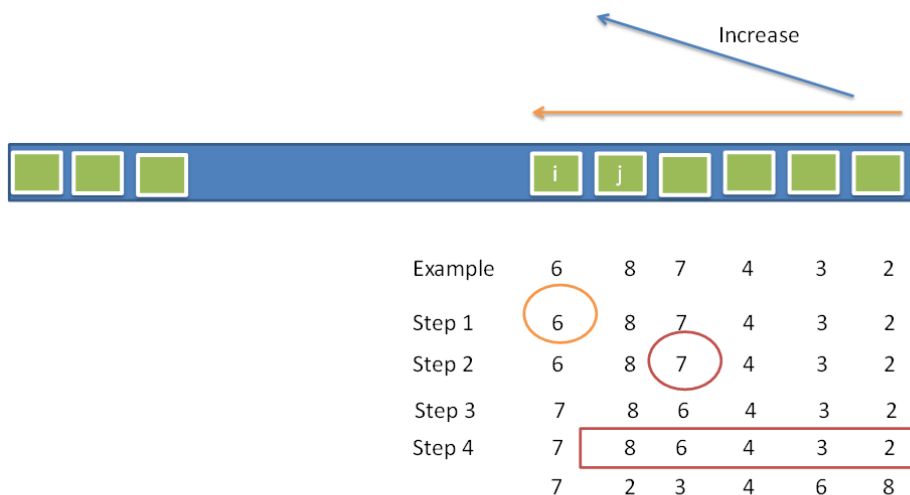 Increase
i j
Example 6 8 7 4 3 2
Step 1 6 8 7 4 3 2
Step 2 6 8 7 4 3 2
Step 3 7 8 6 4 3 2
Step 4 7 8 6 4 3 2
7 2 3 4 6 8